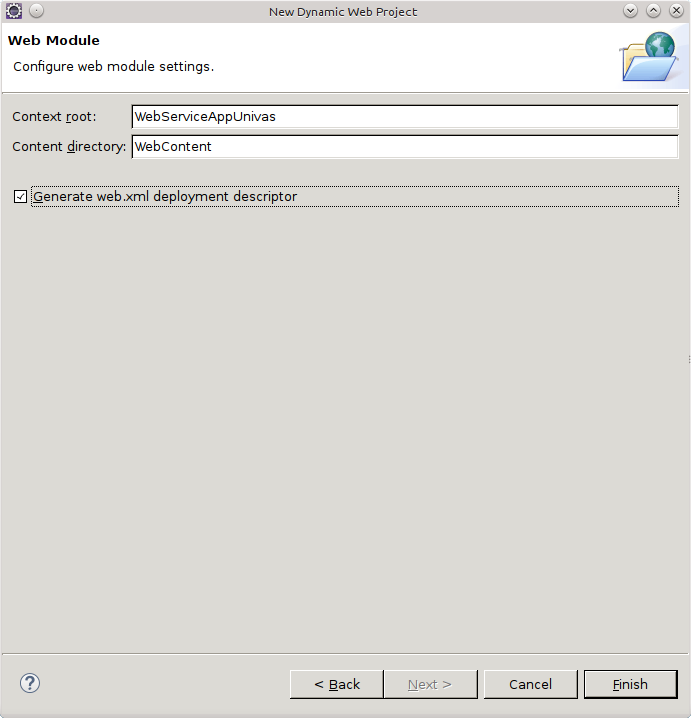 New Dynamic Web Project
Web Module
Configure web module settings.
Context root: WebServiceAppUnivas
Content directory: WebContent
Generate web.xml deployment descriptor
? < Back Next > Cancel Finish